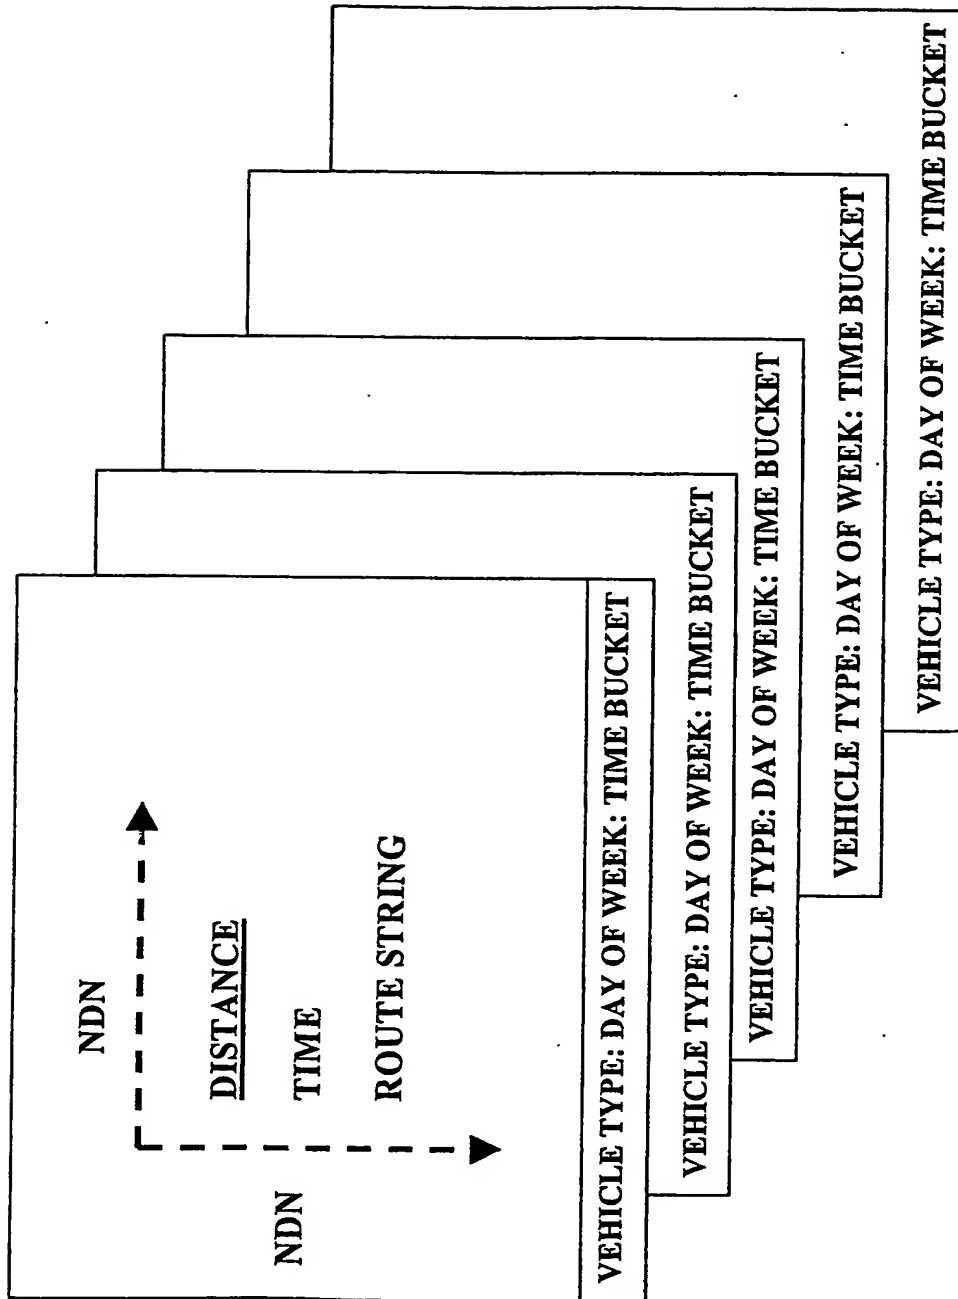 NDN
NDN
DISTANCE
TIME
ROUTE STRING
VEHICLE TYPE: DAY OF WEEK: TIME BUCKET
VEHICLE TYPE: DAY OF WEEK: TIME BUCKET
VEHICLE TYPE: DAY OF WEEK: TIME BUCKET
VEHICLE TYPE: DAY OF WEEK: TIME BUCKET
VEHICLE TYPE: DAY OF WEEK: TIME BUCKET